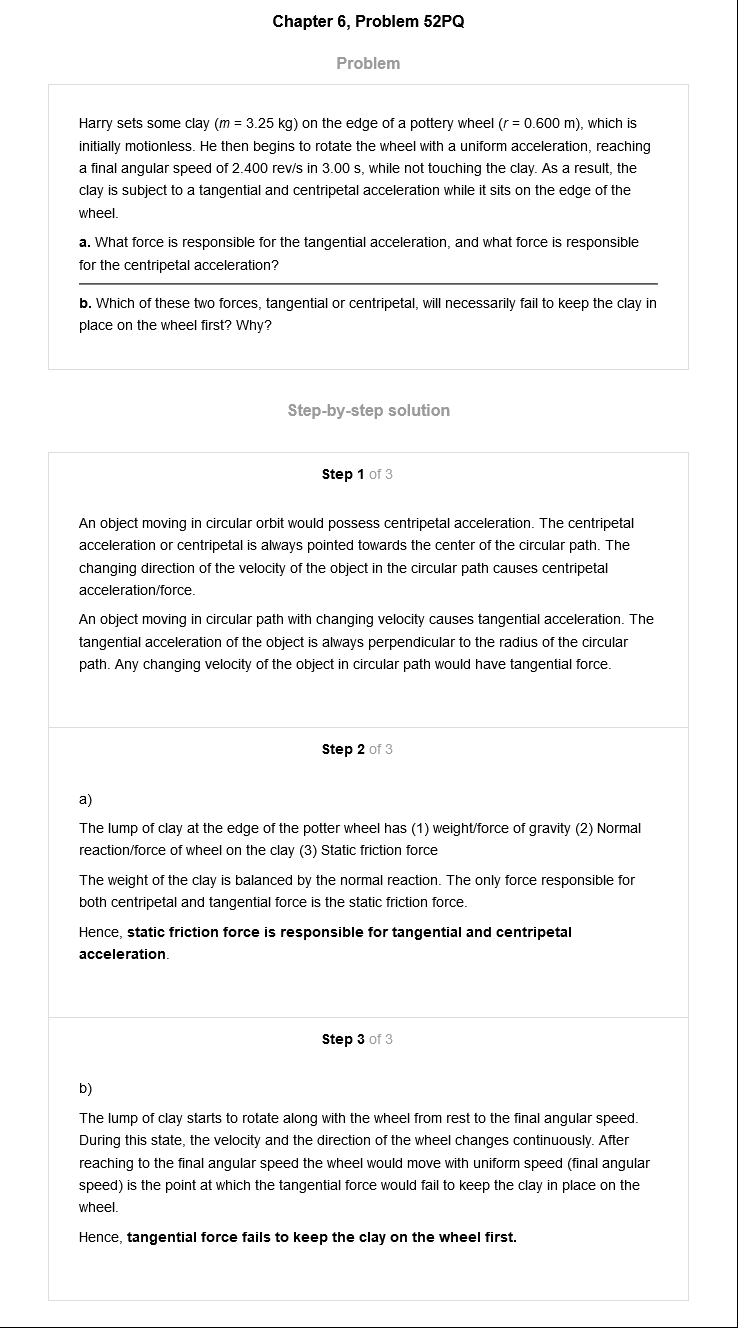 Chapter 6, Problem 52PQ
Problem
Harry sets some clay (m = 3.25 kg) on the edge of a pottery wheel (r = 0.600 m), which is
initially motionless. He then begins to rotate the wheel with a uniform acceleration, reaching
a final angular speed of 2.400 rev/s in 3.00 s, while not touching the clay. As a result, the
clay is subject to a tangential and centripetal acceleration while it sits on the edge of the
wheel.
a. What force is responsible for the tangential acceleration, and what force is responsible
for the centripetal acceleration?
b. Which of these two forces, tangential or centripetal, will necessarily fail to keep the clay in
place on the wheel first? Why?
Step-by-step solution
Step 1 of 3
An object moving in circular orbit would possess centripetal acceleration. The centripetal
acceleration or centripetal is always pointed towards the center of the circular path. The
changing direction of the velocity of the object in the circular path causes centripetal
acceleration/force.
An object moving in circular path with changing velocity causes tangential acceleration. The
tangential acceleration of the object is always perpendicular to the radius of the circular
path. Any changing velocity of the object in circular path would have tangential force.
Step 2 of 3
a)
The lump of clay at the edge of the potter wheel has (1) weight/force of gravity (2) Normal
reaction/force of wheel on the clay (3) Static friction force
The weight of the clay is balanced by the normal reaction. The only force responsible for
both centripetal and tangential force is the static friction force.
Hence, static friction force is responsible for tangential and centripetal
acceleration.
Step 3 of 3
b)
The lump of clay starts to rotate along with the wheel from rest to the final angular speed.
During this state, the velocity and the direction of the wheel changes continuously. After
reaching to the final angular speed the wheel would move with uniform speed (final angular
speed) is the point at which the tangential force would fail to keep the clay in place on the
wheel.
Hence, tangential force fails to keep the clay on the wheel first.